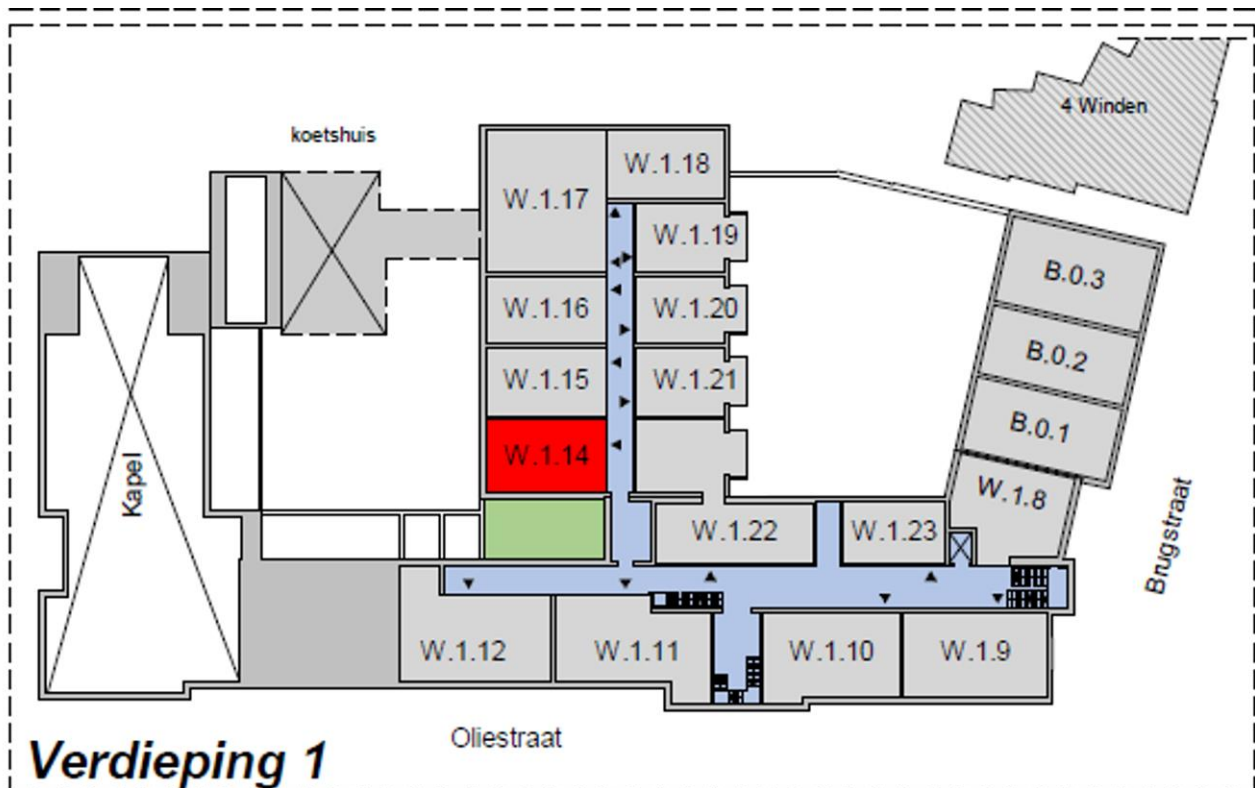 4 Winden
koetshuis
W.1.18
W.1.17
W.1.19
B.0.3
W.1.16
W.1.20
B.0.2
W.1.15
W.1.21
B.0.1
W.1.14
Kapel
W.1.8
W.1.22
W.1.23
Brugstraat
W.1.12
W.1.11
W.1.10
W.1.9
Oliestraat
Verdieping 1